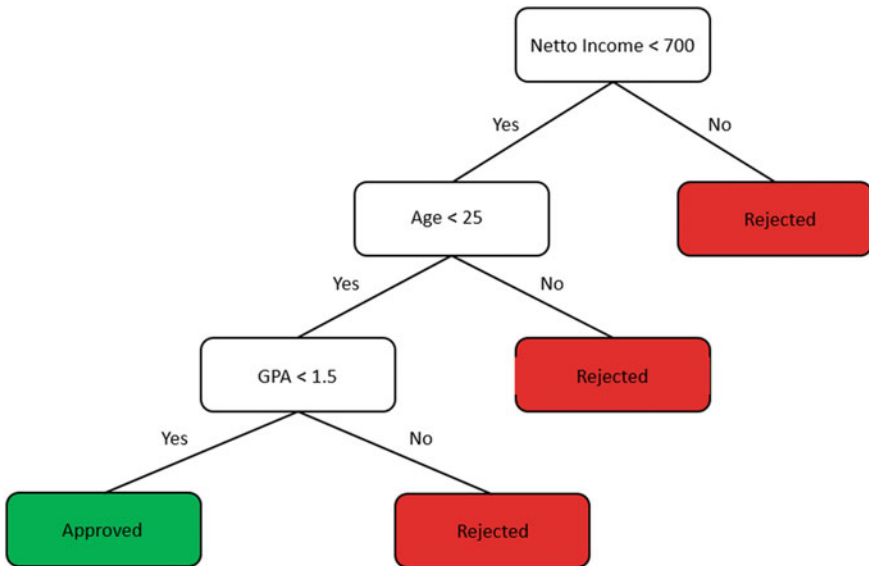 Netto Income < 700
Yes
No
Age < 25
Rejected
Yes
No
GPA < 1.5
Rejected
Yes
No
Approved
Rejected